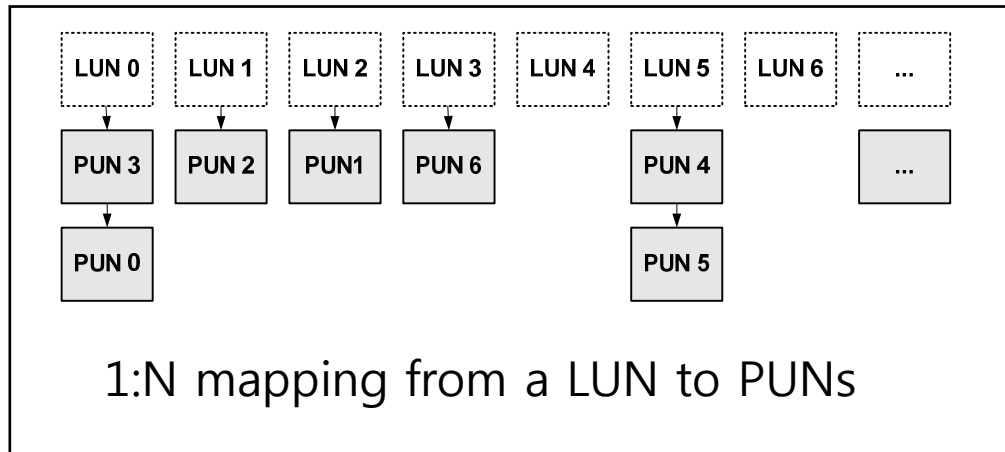 LUN 0 LUN 1 LUN 2 LUN 3 LUN 4 LUN 5 LUN 6 ...
PUN 3 PUN 2 PUN1 PUN 6 PUN 4 ...
PUN 0 PUN 5
1:N mapping from a LUN to PUNs